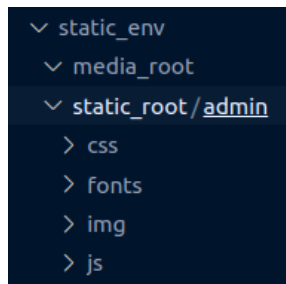 static_env
media_root
static_root/admin
css
fonts
img
js